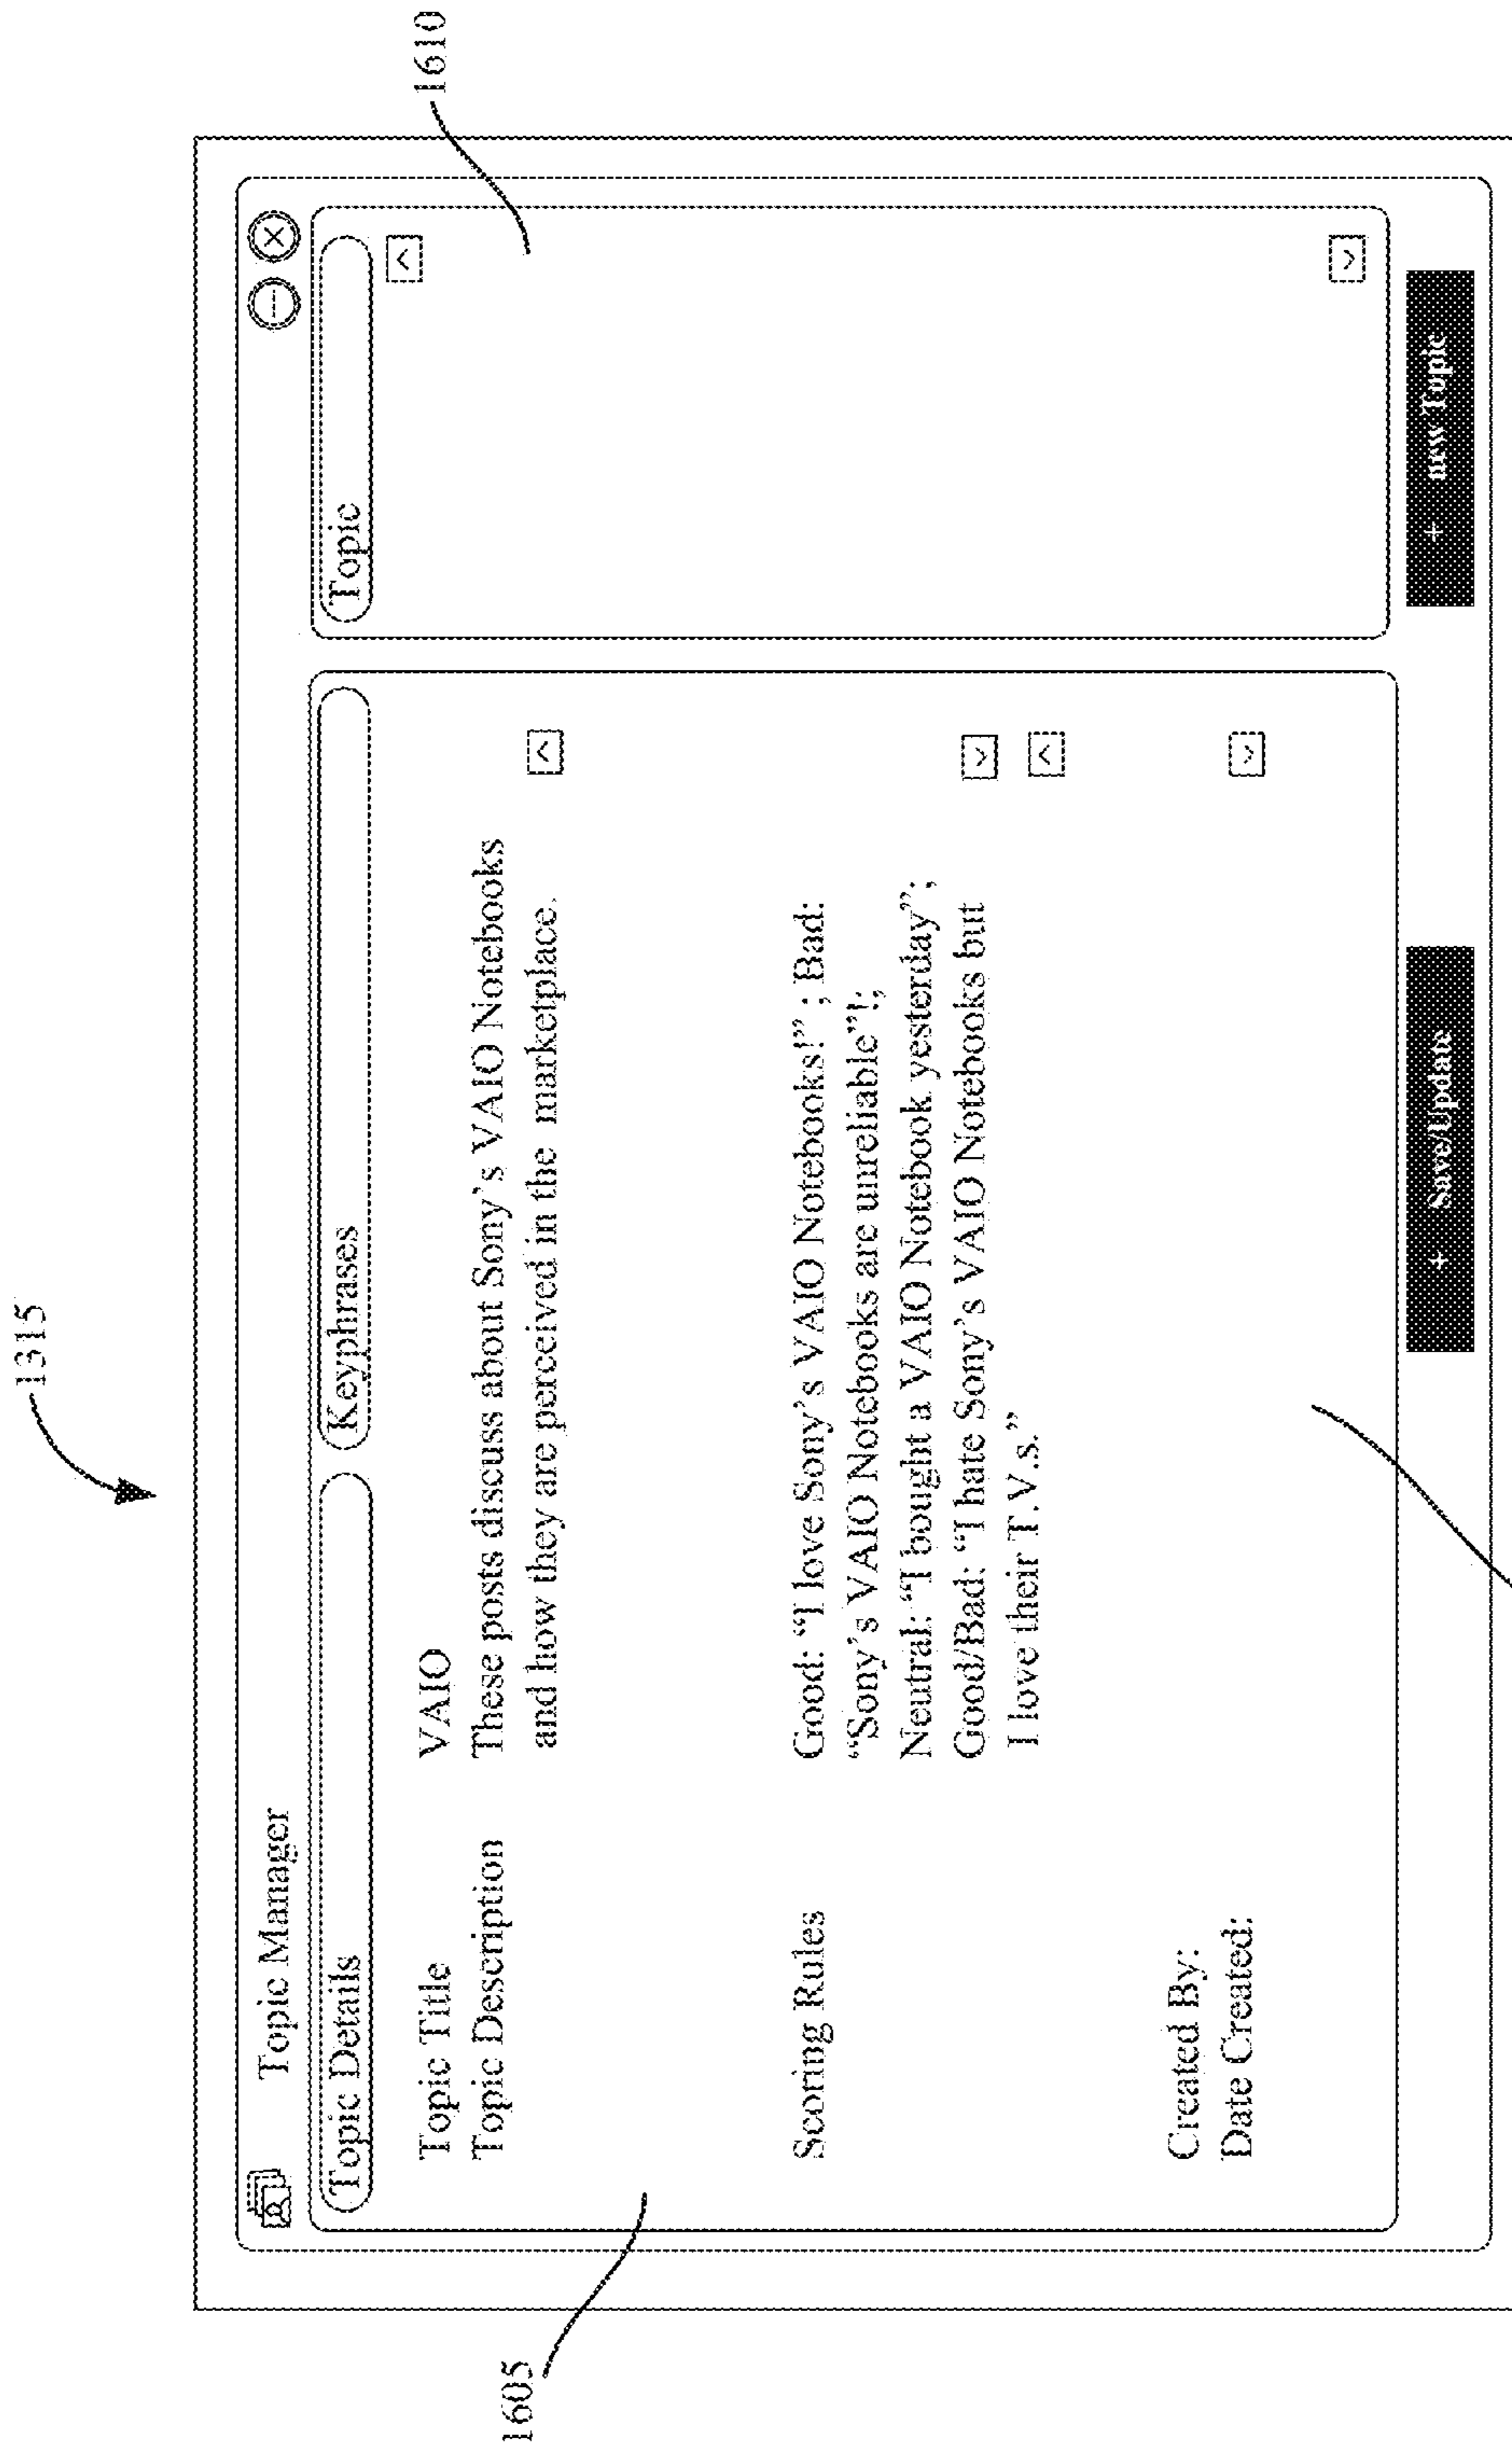 1315
1610
Topic Manager
Topic Details
Keyphrases
Topic
Topic Title
VAIO
Topic Description
These posts discuss about Sony's VAIO Notebooks
and how they are perceived in the marketplace.
Scoring Rules
Good: “I love Sony's VAIO Notebooks!” ; Bad:
“Sony's VAIO Notebooks are unreliable”!;
Neutral: “I bought a VAIO Notebook yesterday”;
Good/Bad: “I hate Sony's VAIO Notebooks but
I love their T.V.s.”
Created By:
Date Created:
+ Save/Update
+ new Topic
1605